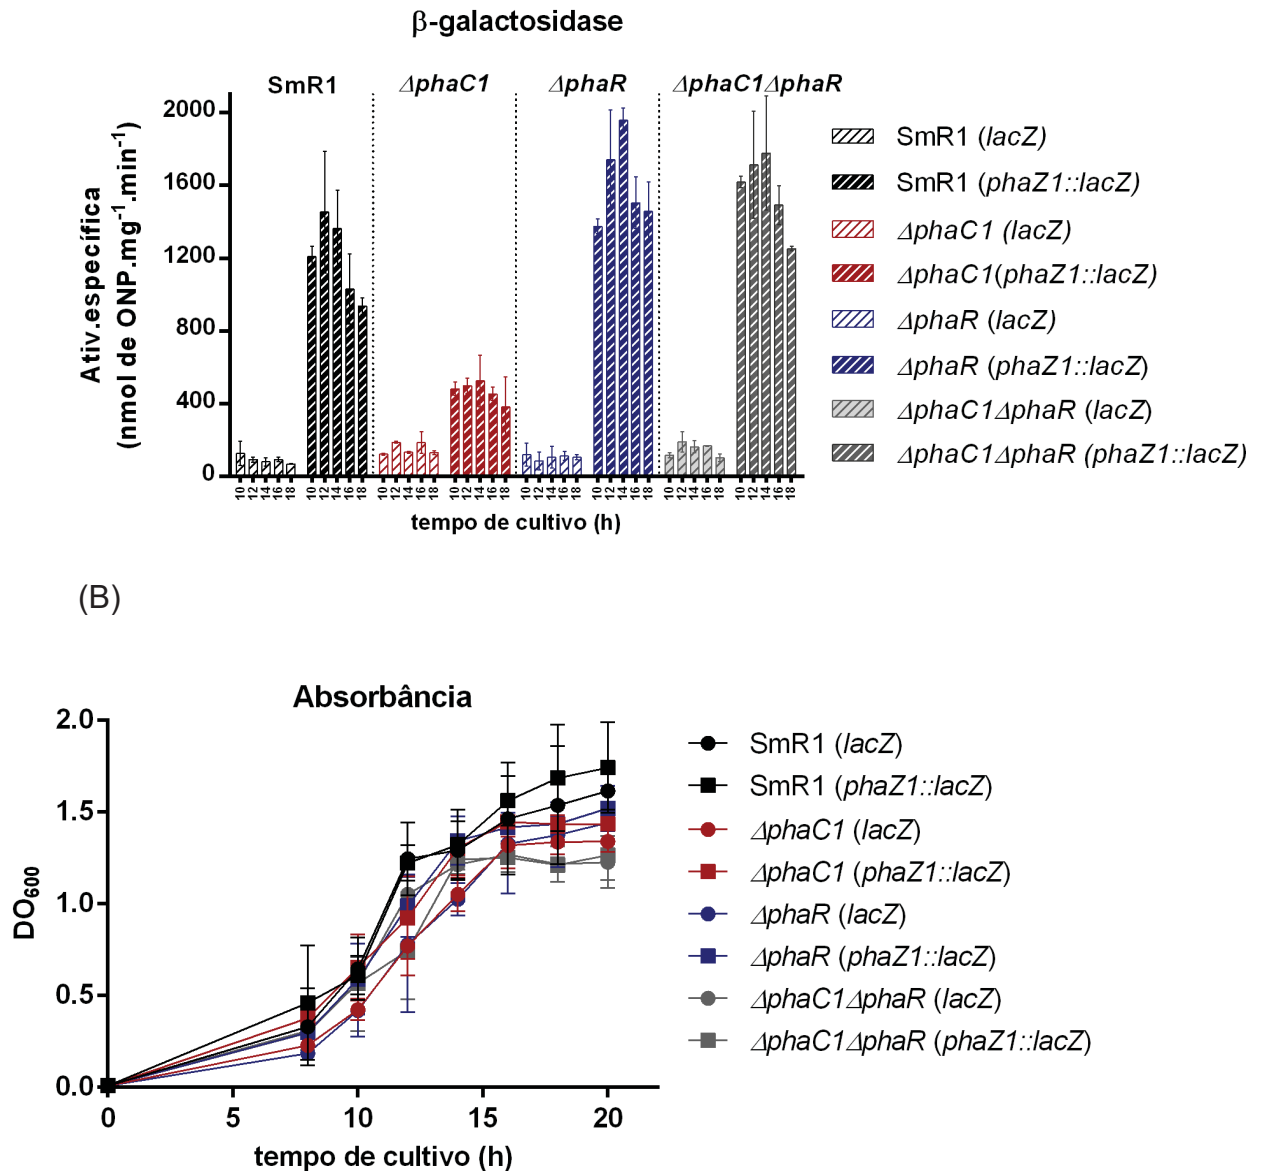 β-galactosidase
SmR1 ΔphaC1 ΔphaR ΔphaC1ΔphaR
Ativ.específica
(nmol de ONP.mg⁻¹.min⁻¹)
2000
1600
1200
800
400
0
10 12 14 16 18 10 12 14 16 18 10 12 14 16 18 10 12 14 16 18 10 12 14 16 18 10 12 14 16 18 10 12 14 16 18 10 12 14 16 18
tempo de cultivo (h)
SmR1 (lacZ)
SmR1 (phaZ1::lacZ)
ΔphaC1 (lacZ)
ΔphaC1(phaZ1::lacZ)
ΔphaR (lacZ)
ΔphaR (phaZ1::lacZ)
ΔphaC1ΔphaR (lacZ)
ΔphaC1ΔphaR (phaZ1::lacZ)
(B)
Absorbância
DO₆₀₀
2.0
1.5
1.0
0.5
0.0
0 5 10 15 20
tempo de cultivo (h)
SmR1 (lacZ)
SmR1 (phaZ1::lacZ)
ΔphaC1 (lacZ)
ΔphaC1 (phaZ1::lacZ)
ΔphaR (lacZ)
ΔphaR (phaZ1::lacZ)
ΔphaC1ΔphaR (lacZ)
ΔphaC1ΔphaR (phaZ1::lacZ)